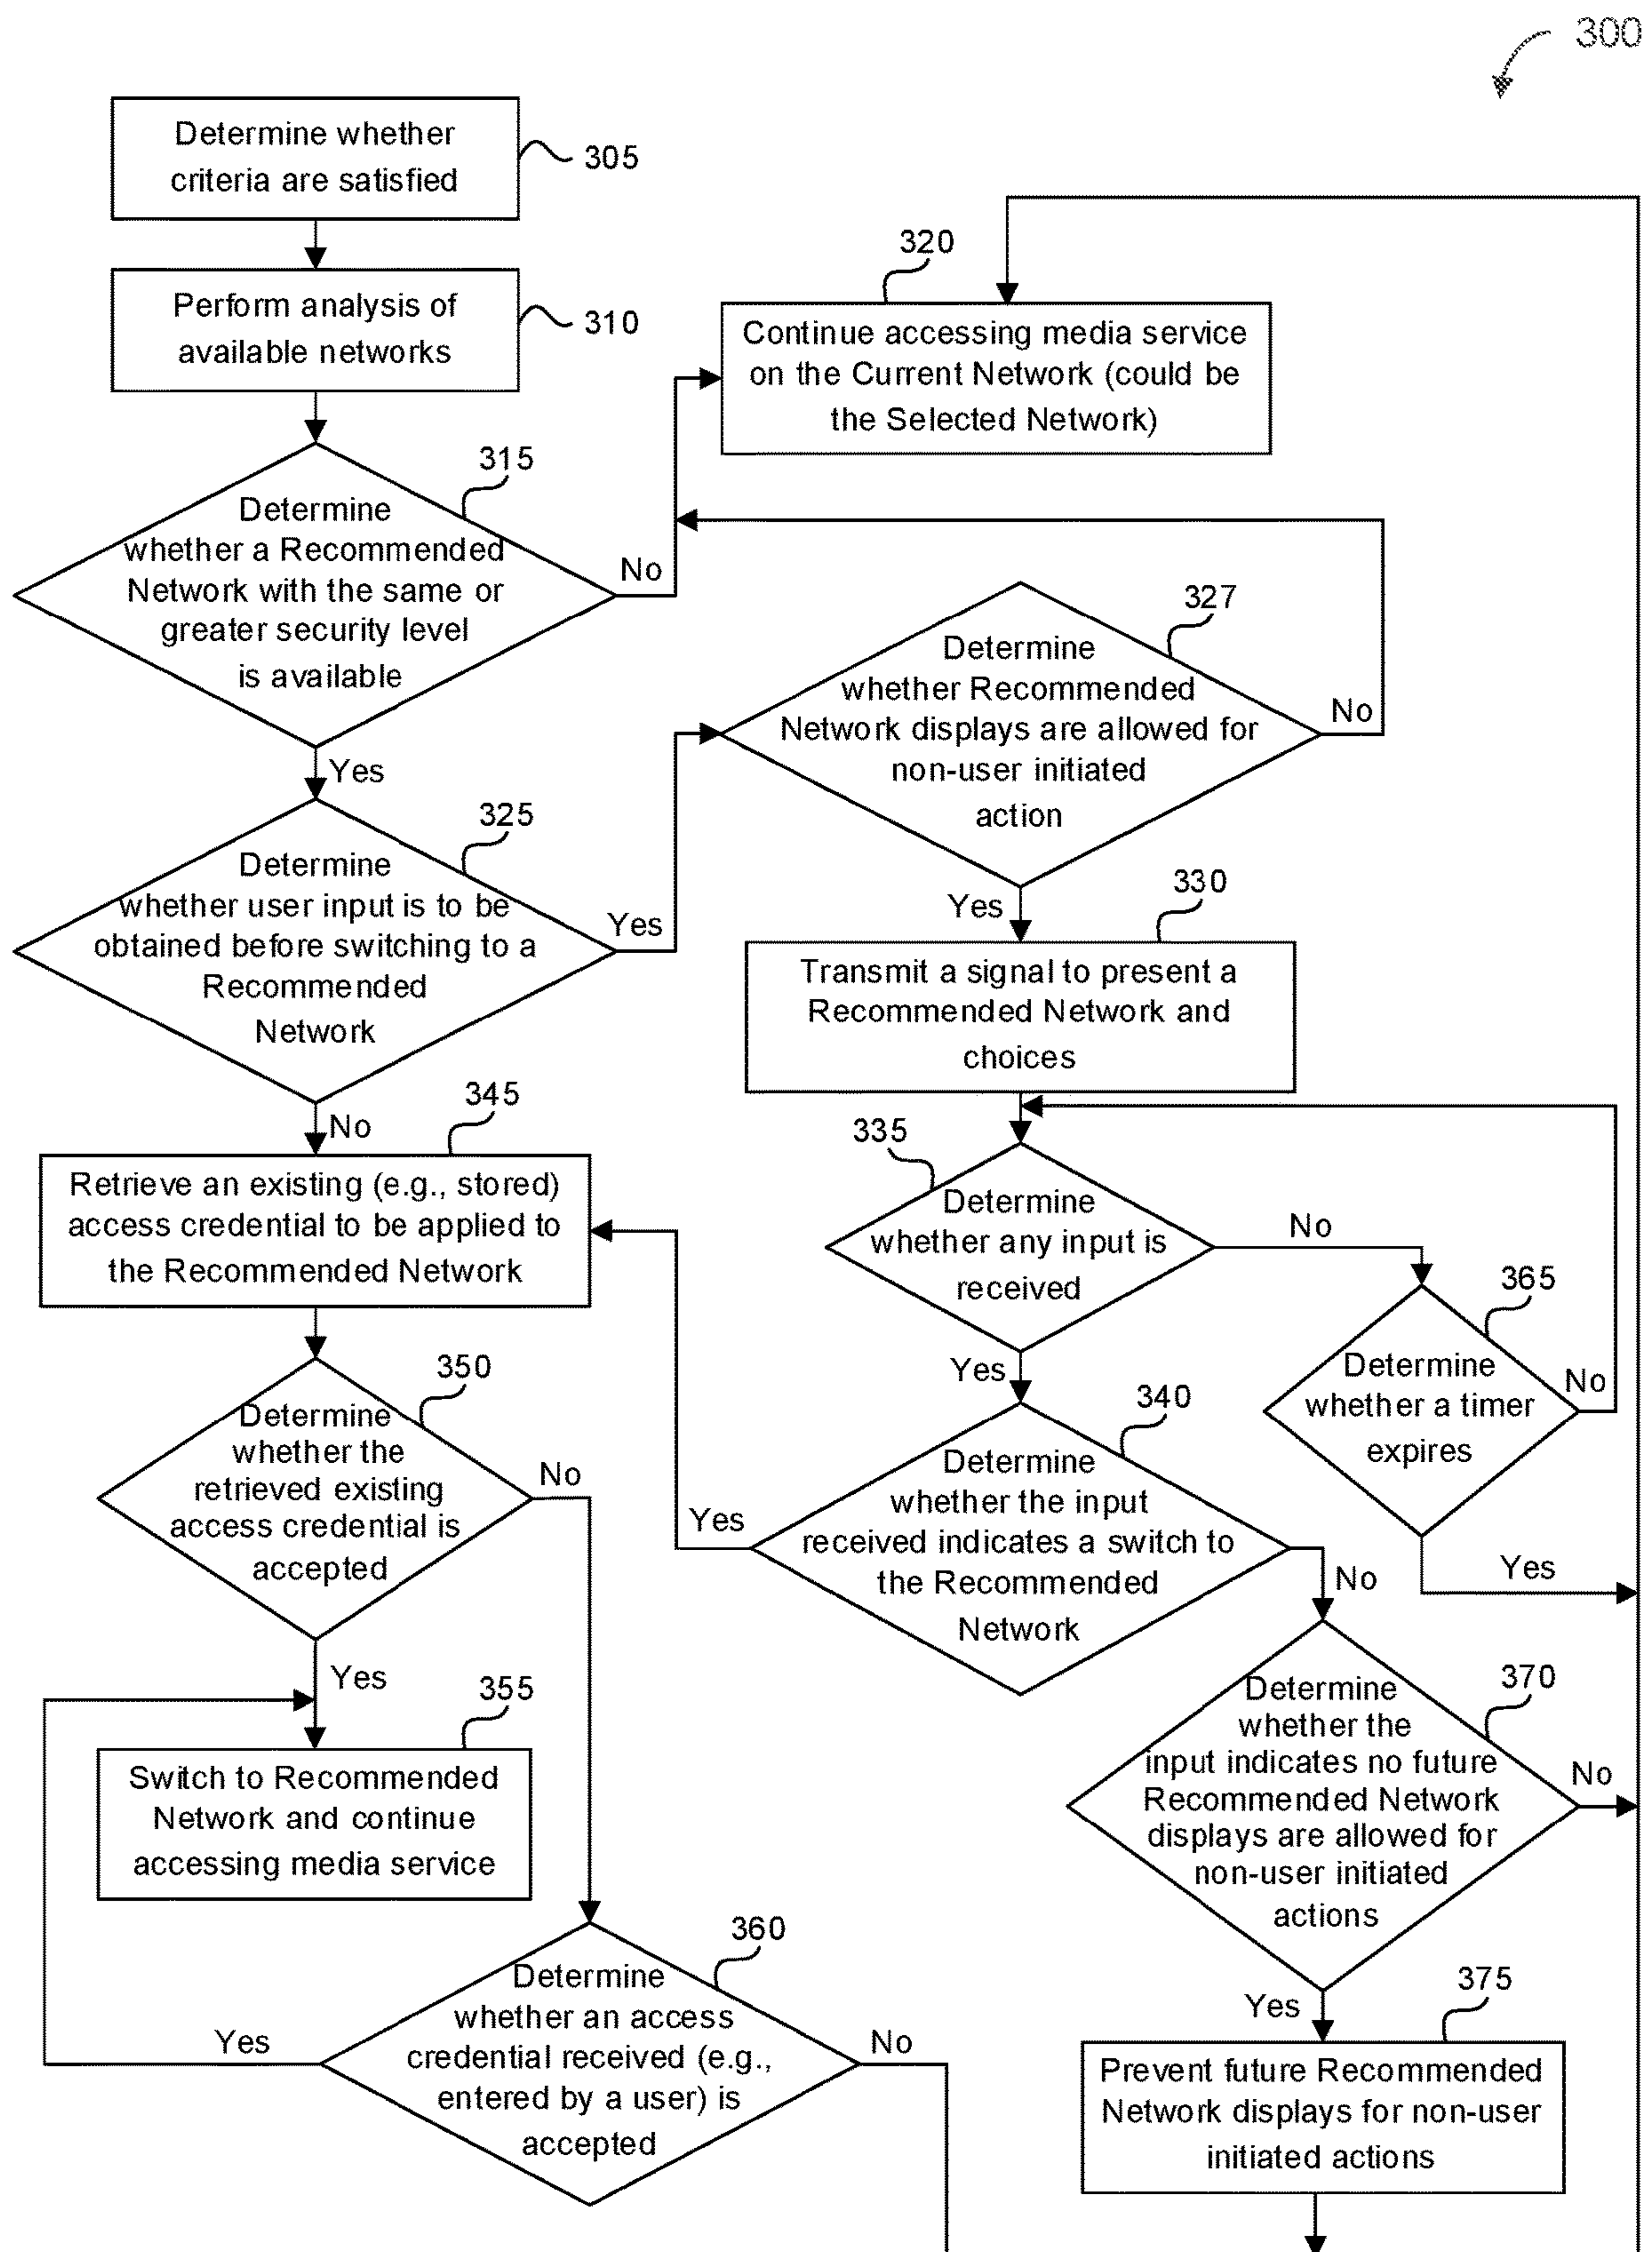 300
Determine whether
criteria are satisfied
305
Perform analysis of
available networks
310
320
Continue accessing media service
on the Current Network (could be
the Selected Network)
315
Determine
whether a Recommended
Network with the same or
greater security level
is available
No
Yes
327
Determine
whether Recommended
Network displays are allowed for
non-user initiated
action
No
Yes
325
Determine
whether user input is to be
obtained before switching to a
Recommended
Network
Yes
No
330
Transmit a signal to present a
Recommended Network and
choices
345
Retrieve an existing (e.g., stored)
access credential to be applied to
the Recommended Network
335
Determine
whether any input is
received
No
Yes
365
Determine
whether a timer
expires
No
Yes
350
Determine
whether the
retrieved existing
access credential is
accepted
No
Yes
340
Determine
whether the input
received indicates a switch to
the Recommended
Network
Yes
No
355
Switch to Recommended
Network and continue
accessing media service
370
Determine
whether the
input indicates no future
Recommended Network
displays are allowed for
non-user initiated
actions
No
Yes
360
Determine
whether an access
credential received (e.g.,
entered by a user) is
accepted
Yes
No
375
Prevent future Recommended
Network displays for non-user
initiated actions